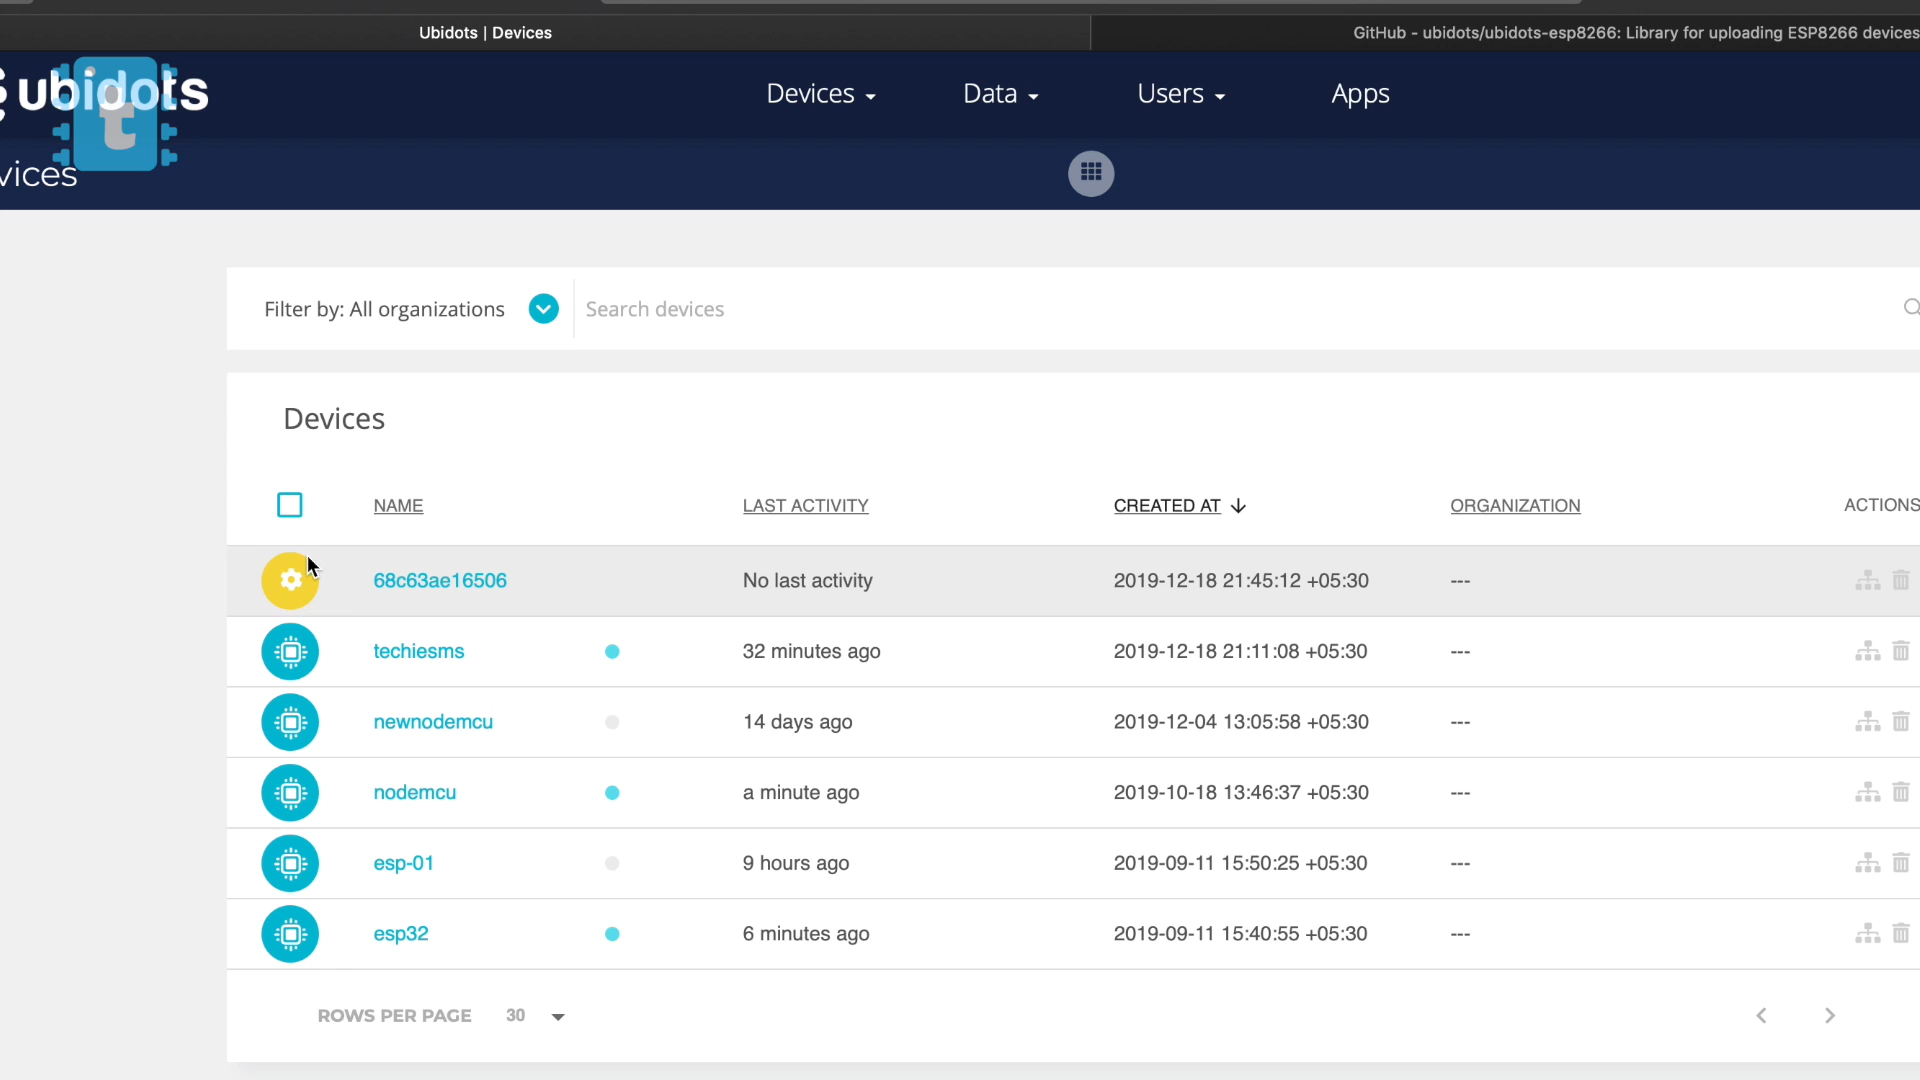 Ubidots | Devices
GitHub - ubidots/ubidots-esp8266: Library for uploading ESP8266 devices
ubidots
t
Devices
Data
Users
Apps
vices
Filter by: All organizations
Search devices
Devices
NAME
LAST ACTIVITY
CREATED AT
ORGANIZATION
ACTIONS
68c63ae16506 No last activity 2019-12-18 21:45:12 +05:30 ---
techiesms 32 minutes ago 2019-12-18 21:11:08 +05:30 ---
newnodemcu 14 days ago 2019-12-04 13:05:58 +05:30 ---
nodemcu a minute ago 2019-10-18 13:46:37 +05:30 ---
esp-01 9 hours ago 2019-09-11 15:50:25 +05:30 ---
esp32 6 minutes ago 2019-09-11 15:40:55 +05:30 ---
ROWS PER PAGE 30